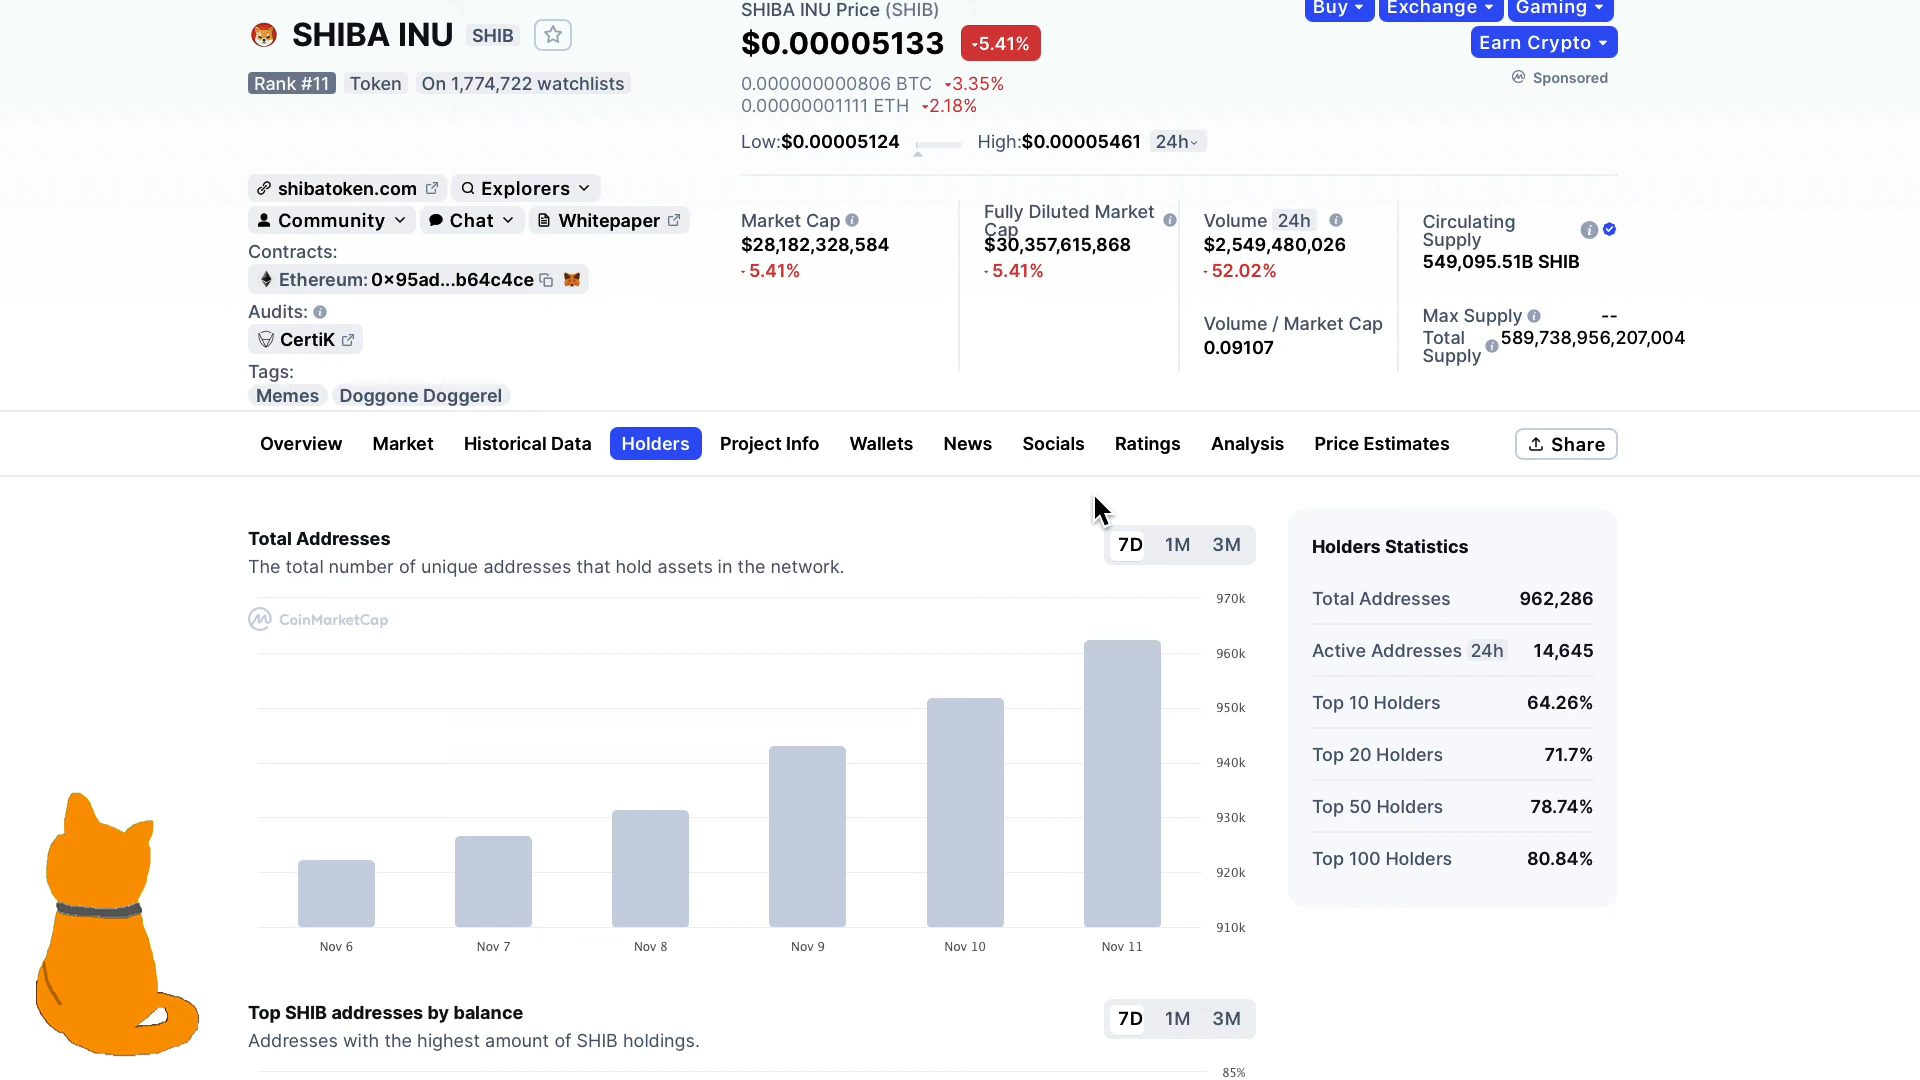 SHIBA INU SHIB
Rank #11 Token On 1,774,722 watchlists
SHIBA INU Price (SHIB)
$0.00005133 5.41%
0.000000000806 BTC 3.35%
0.00000001111 ETH 2.18%
Low:$0.00005124 High:$0.00005461 24h
Buy Exchange Gaming
Earn Crypto
Sponsored
shibatoken.com Explorers
Community Chat Whitepaper
Contracts:
Ethereum: 0x95ad...b64c4ce
Audits:
CertiK
Tags:
Memes Doggone Doggerel
Market Cap
$28,182,328,584
5.41%
Fully Diluted Market
Cap
$30,357,615,868
5.41%
Volume 24h
$2,549,480,026
52.02%
Volume / Market Cap
0.09107
Circulating
Supply
549,095.51B SHIB
Max Supply --
Total
Supply
589,738,956,207,004
Overview Market Historical Data Holders Project Info Wallets News Socials Ratings Analysis Price Estimates Share
Total Addresses
The total number of unique addresses that hold assets in the network.
7D 1M 3M
CoinMarketCap
970k
960k
950k
940k
930k
920k
910k
Nov 6 Nov 7 Nov 8 Nov 9 Nov 10 Nov 11
Holders Statistics
Total Addresses 962,286
Active Addresses 24h 14,645
Top 10 Holders 64.26%
Top 20 Holders 71.7%
Top 50 Holders 78.74%
Top 100 Holders 80.84%
Top SHIB addresses by balance
Addresses with the highest amount of SHIB holdings.
7D 1M 3M
85%